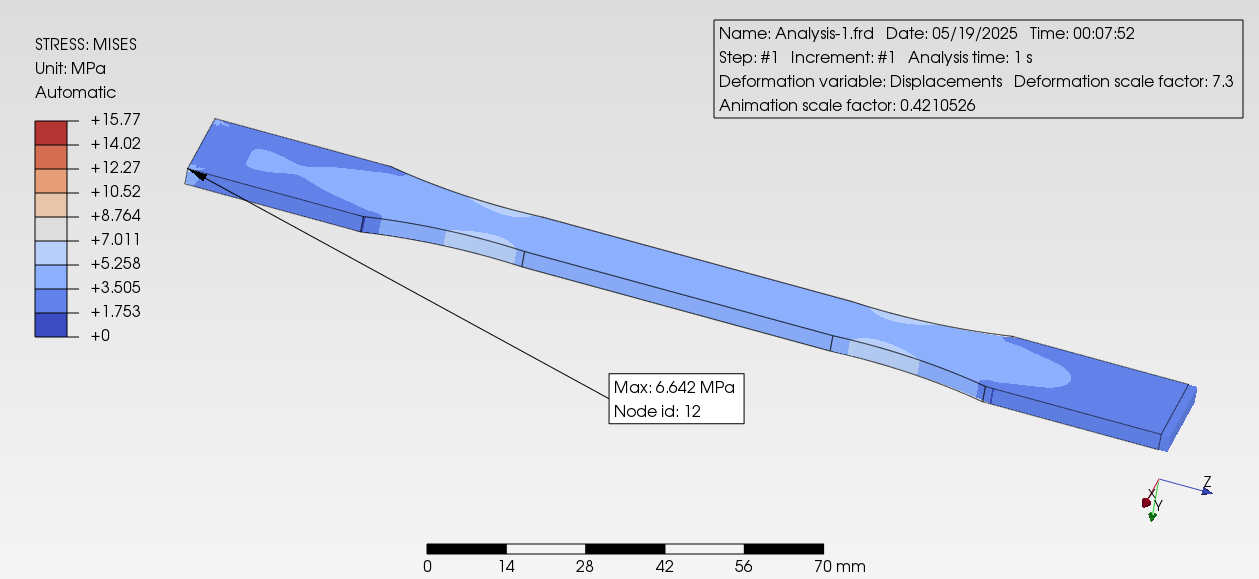 STRESS: MISES
Unit: MPa
Automatic
+15.77
+14.02
+12.27
+10.52
+8.764
+7.011
+5.258
+3.505
+1.753
+0
Name: Analysis-1.frd   Date: 05/19/2025   Time: 00:07:52
Step: #1   Increment: #1   Analysis time: 1 s
Deformation variable: Displacements   Deformation scale factor: 7.3
Animation scale factor: 0.4210526
Max: 6.642 MPa
Node id: 12
Z
X
Y
0 14 28 42 56 70 mm